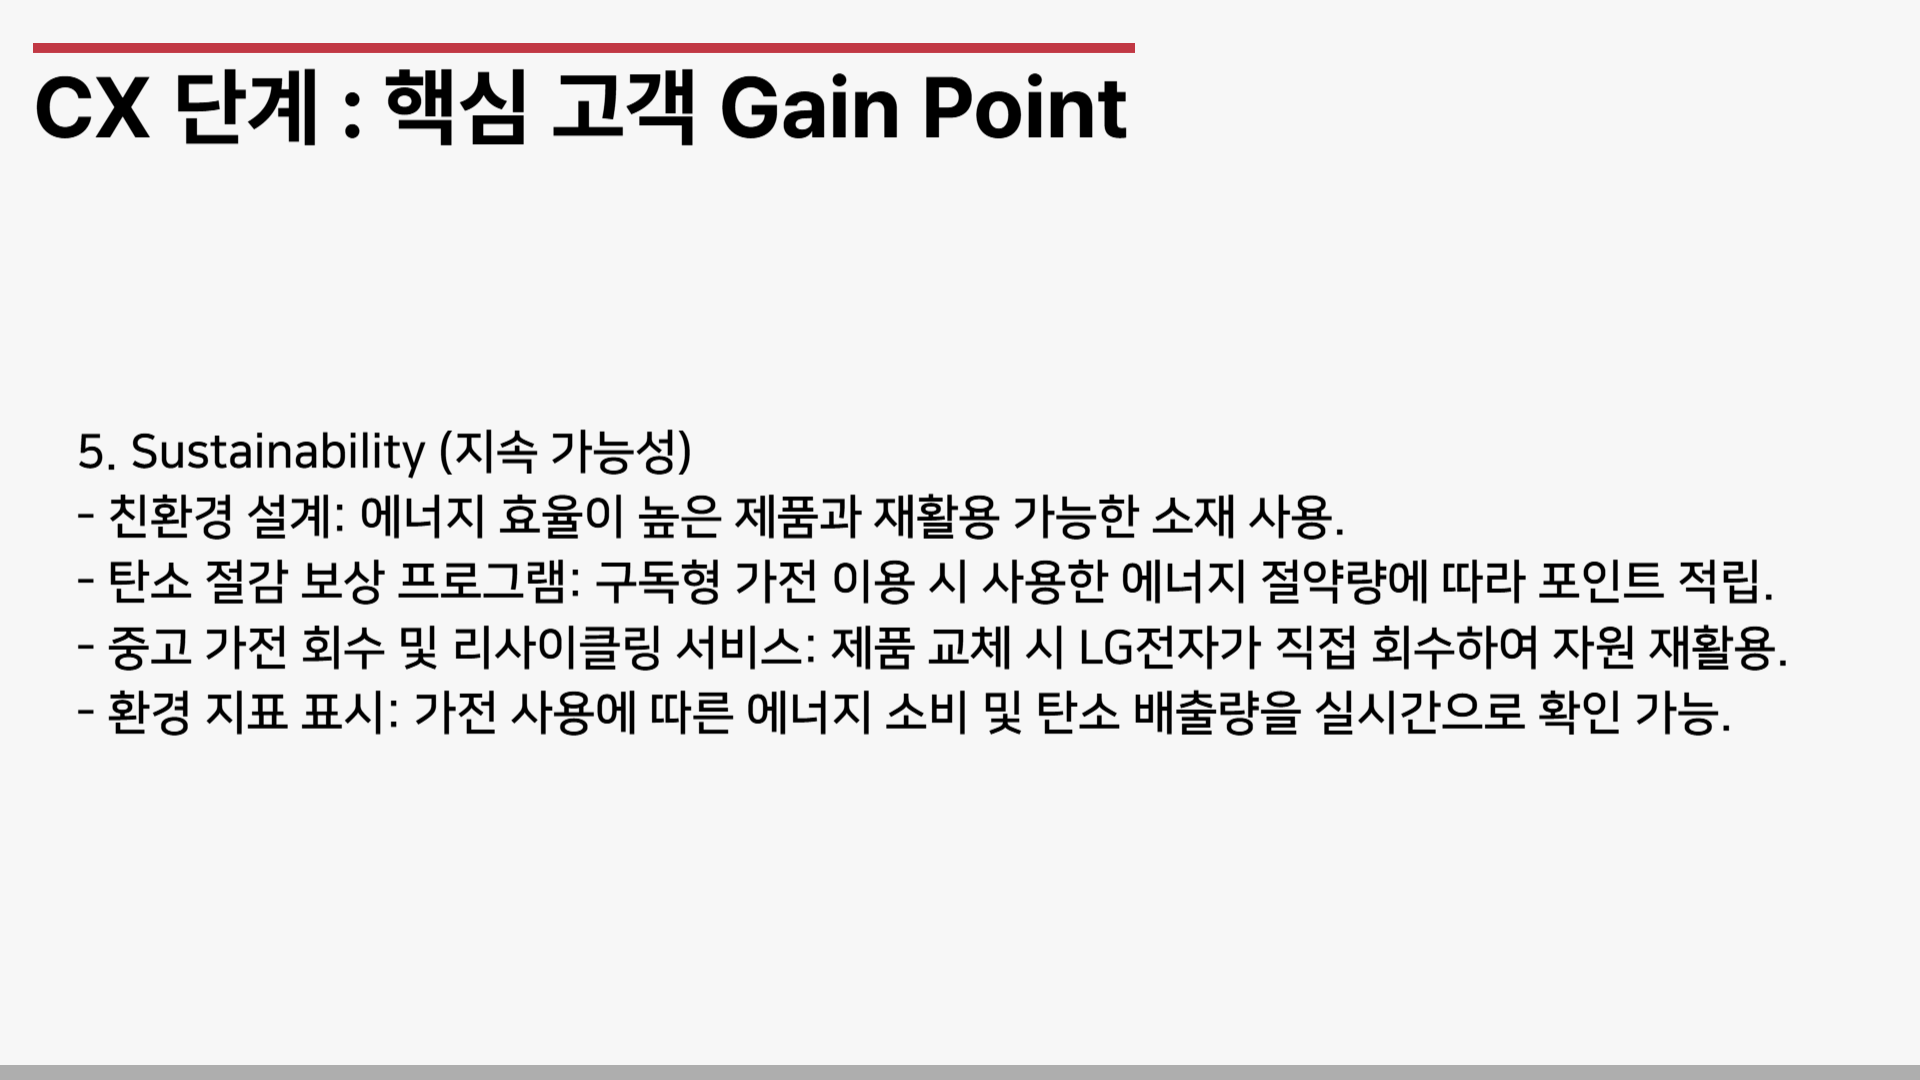 CX 단계 : 핵심 고객 Gain Point
5. Sustainability (지속 가능성)
- 친환경 설계: 에너지 효율이 높은 제품과 재활용 가능한 소재 사용.
- 탄소 절감 보상 프로그램: 구독형 가전 이용 시 사용한 에너지 절약량에 따라 포인트 적립.
- 중고 가전 회수 및 리사이클링 서비스: 제품 교체 시 LG전자가 직접 회수하여 자원 재활용.
- 환경 지표 표시: 가전 사용에 따른 에너지 소비 및 탄소 배출량을 실시간으로 확인 가능.